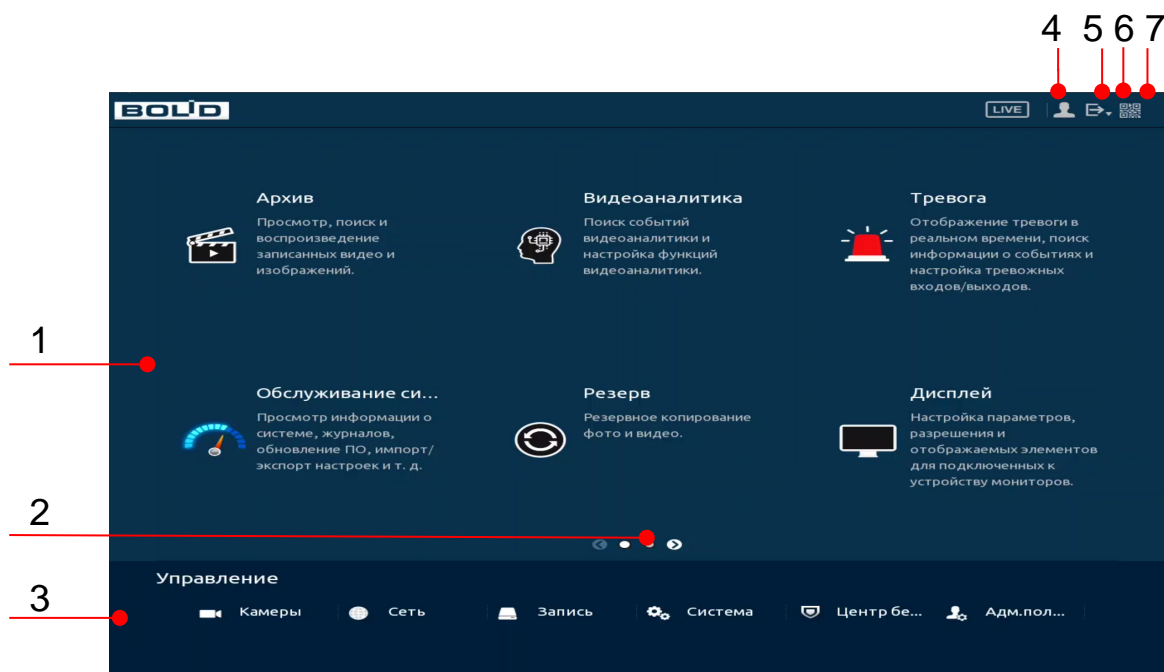 4 5 6 7
BOLID
LIVE
Архив
Просмотр, поиск и
воспроизведение
записанных видео и
изображений.
Видеоаналитика
Поиск событий
видеоаналитики и
настройка функций
видеоаналитики.
Тревога
Отображение тревоги в
реальном времени, поиск
информации о событиях и
настройка тревожных
входов/выходов.
1
Обслуживание си...
Просмотр информации о
системе, журналов,
обновление ПО, импорт/
экспорт настроек и т. д.
Резерв
Резервное копирование
фото и видео.
Дисплей
Настройка параметров,
разрешения и
отображаемых элементов
для подключенных к
устройству мониторов.
2
Управление
3
Камеры Сеть Запись Система Центр бе... Адм.пол...